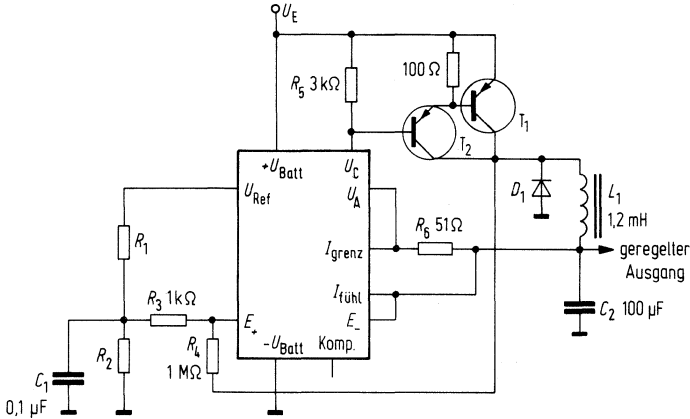 U_E
R_5 3 kΩ
100 Ω
T_1
T_2
+U_Batt
U_C
U_Ref
U_A
D_1
L_1
1,2 mH
R_1
R_6 51 Ω
I_grenz
geregelter
Ausgang
R_3 1 kΩ
I_fühl
E_+
E_-
C_2 100 µF
R_2
R_4
1 MΩ
-U_Batt
Komp.
C_1
0,1 µF